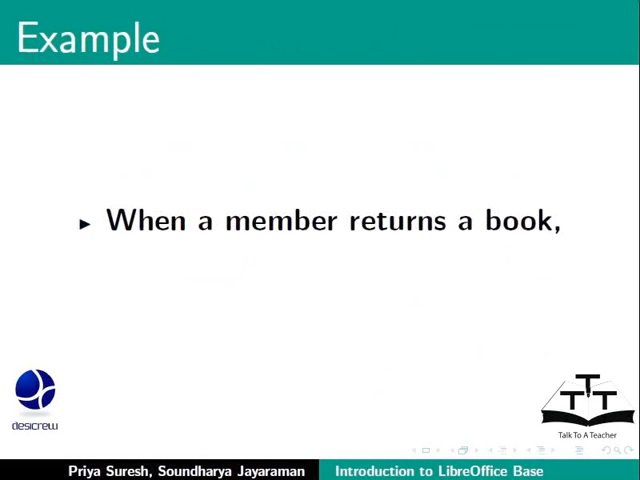 Example
When a member returns a book,
desicrew
T
T T
Talk To A Teacher
Priya Suresh, Soundharya Jayaraman
Introduction to LibreOffice Base